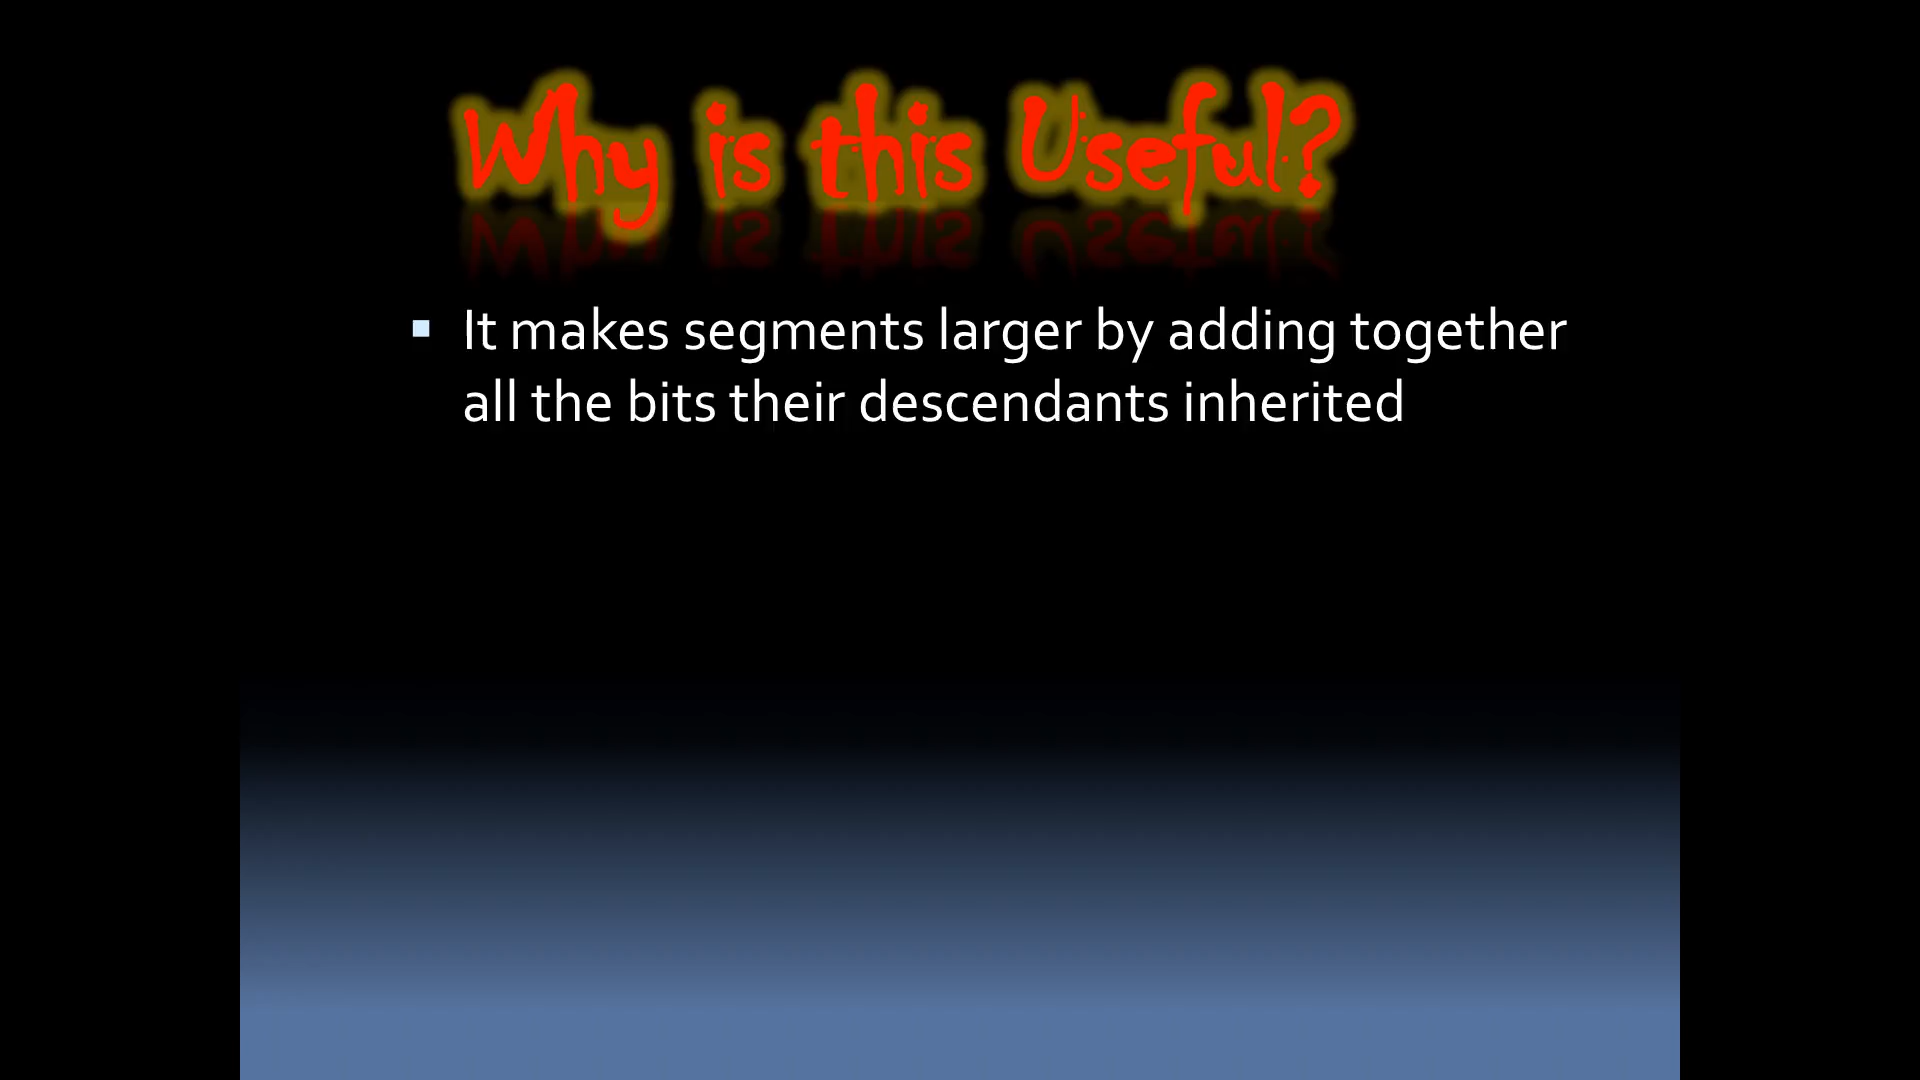 Why is this Useful?
It makes segments larger by adding together
all the bits their descendants inherited